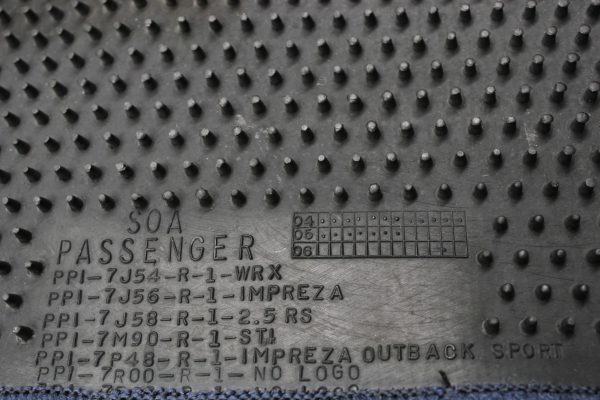 SOA
PASSENGER
04
05
06
PPI-7J54-R-1-WRX
PPI-7J56-R-1-IMPREZA
PPI-7J58-R-1-2.5 RS
PPI-7M90-R-1-STI
PPI-7P48-R-1-IMPREZA OUTBACK SPORT
PPI-7R00-R-1-NO LOGO